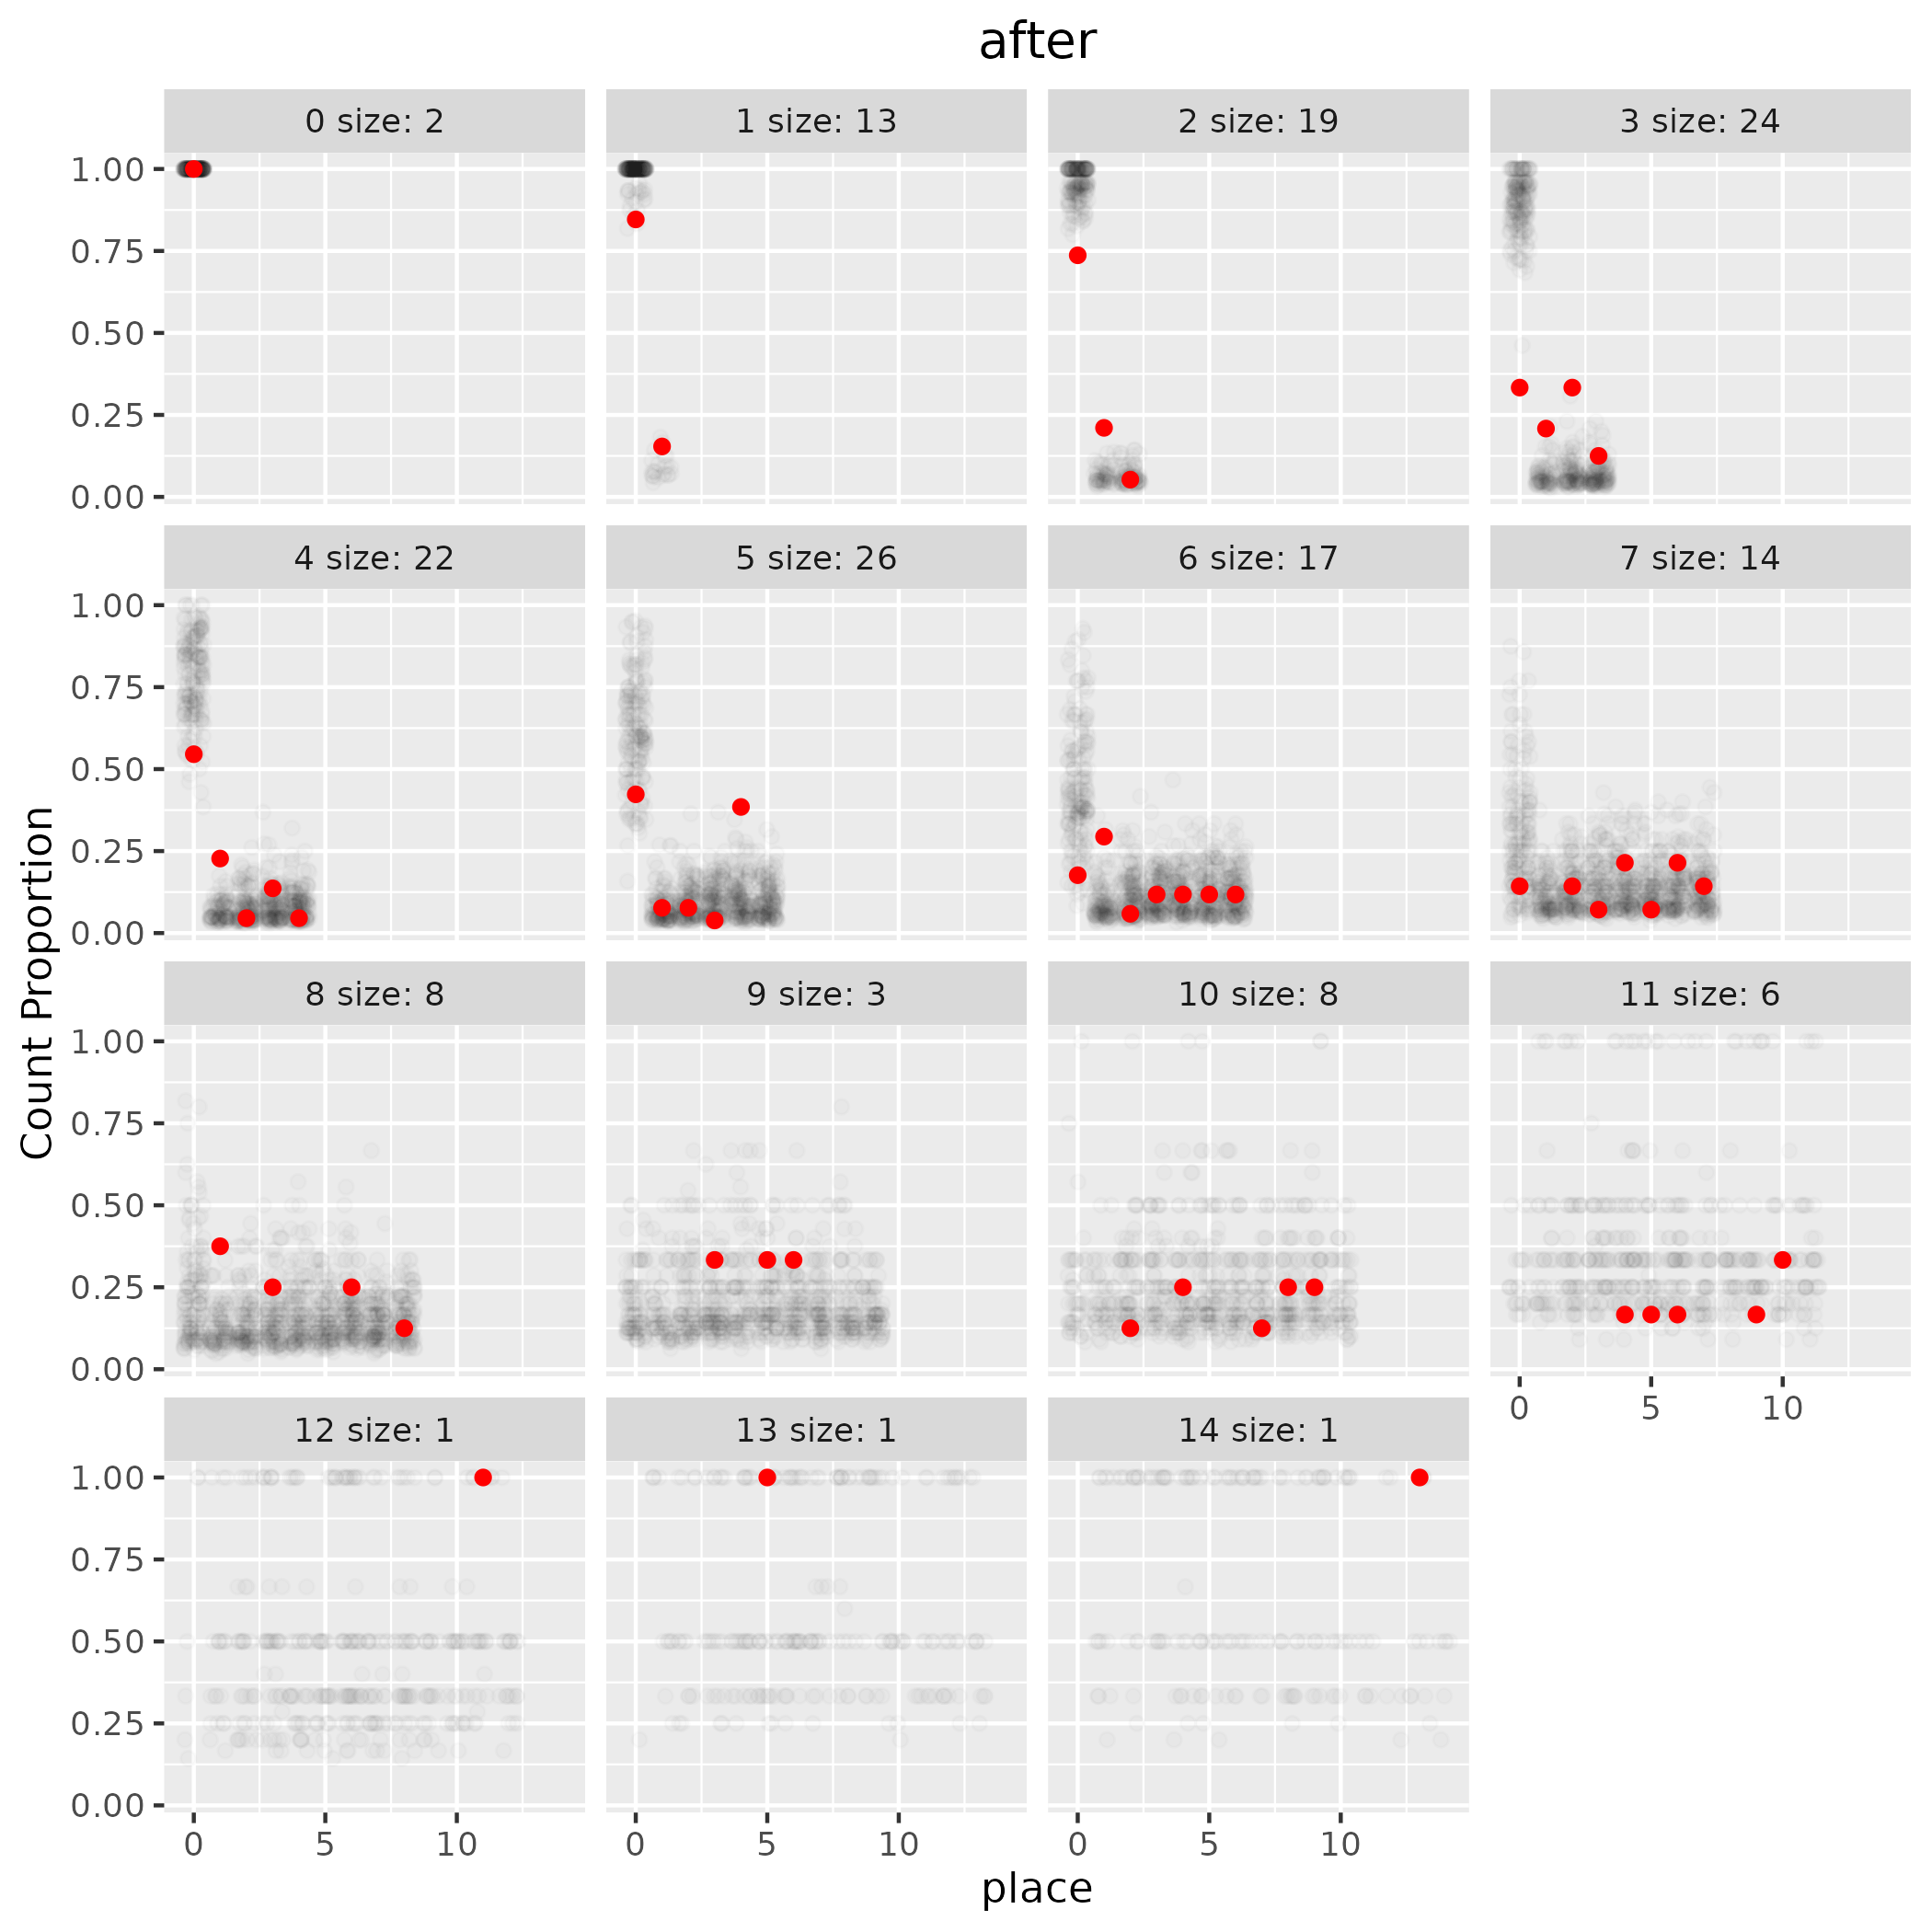 after
0 size: 2
1 size: 13
2 size: 19
3 size: 24
1.00
0.75
0.50
0.25
0.00
4 size: 22
5 size: 26
6 size: 17
7 size: 14
1.00
0.75
0.50
0.25
0.00
Count Proportion
8 size: 8
9 size: 3
10 size: 8
11 size: 6
1.00
0.75
0.50
0.25
0.00
0 5 10
12 size: 1
13 size: 1
14 size: 1
1.00
0.75
0.50
0.25
0.00
0 5 10
0 5 10
0 5 10
place